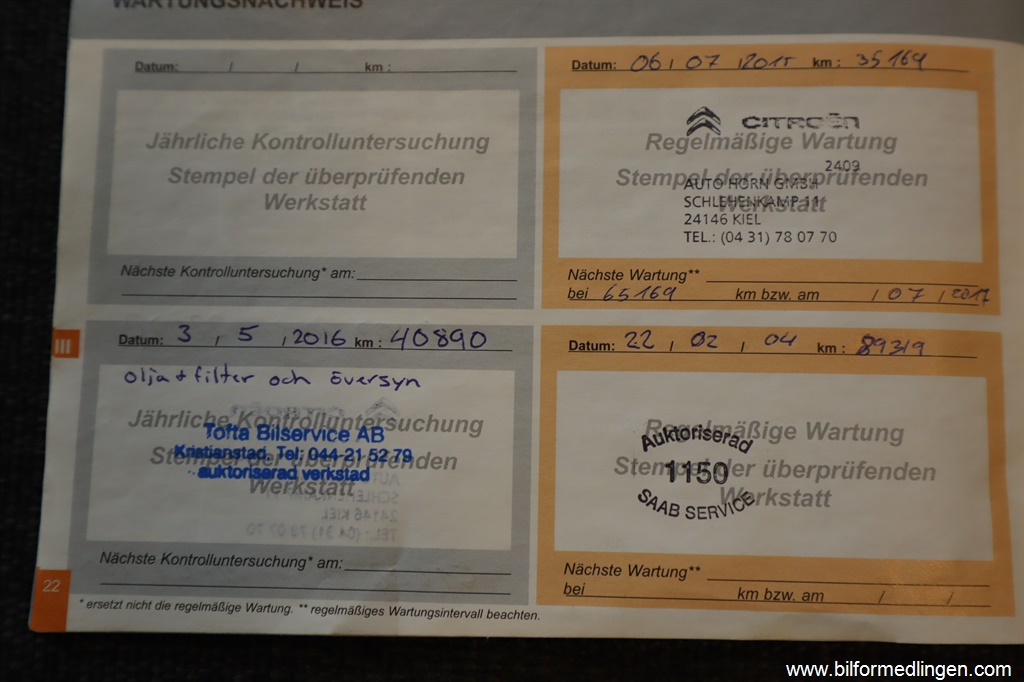 WARTUNGSNACHWEIS
Datum: / / km :
Jährliche Kontrolluntersuchung
Stempel der überprüfenden
Werkstatt
Nächste Kontrolluntersuchung* am:
Datum: 06 / 07 / 2015 km : 35169
Regelmäßige Wartung
Stempel der überprüfenden
Werkstatt
CITROËN
2409
AUTO HORN GMBH
SCHLEHENKAMP 11
24146 KIEL
TEL.: (04 31) 78 07 70
Nächste Wartung**
bei 65169 km bzw. am / 07 / 2017
Datum: 3 / 5 / 2016 km : 40890
olja + filter och översyn
Jährliche Kontrolluntersuchung
Stempel der überprüfenden
Werkstatt
Tofta Bilservice AB
Kristianstad. Tel: 044-21 52 79
auktoriserad verkstad
Nächste Kontrolluntersuchung* am:
Datum: 22 / 02 / 04 km : 89319
Regelmäßige Wartung
Stempel der überprüfenden
Werkstatt
Auktoriserad
1150
SAAB SERVICE
Nächste Wartung**
bei km bzw. am / /
III
22
* ersetzt nicht die regelmäßige Wartung. ** regelmäßiges Wartungsintervall beachten.
www.bilformedlingen.com